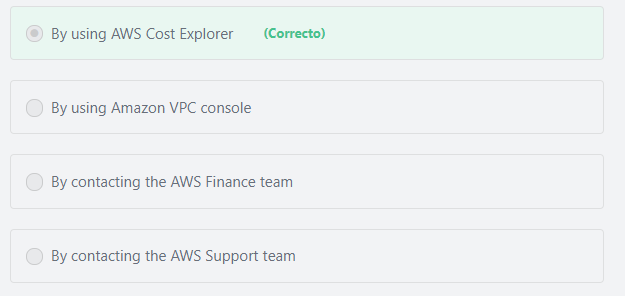 By using AWS Cost Explorer (Correcto)
By using Amazon VPC console
By contacting the AWS Finance team
By contacting the AWS Support team